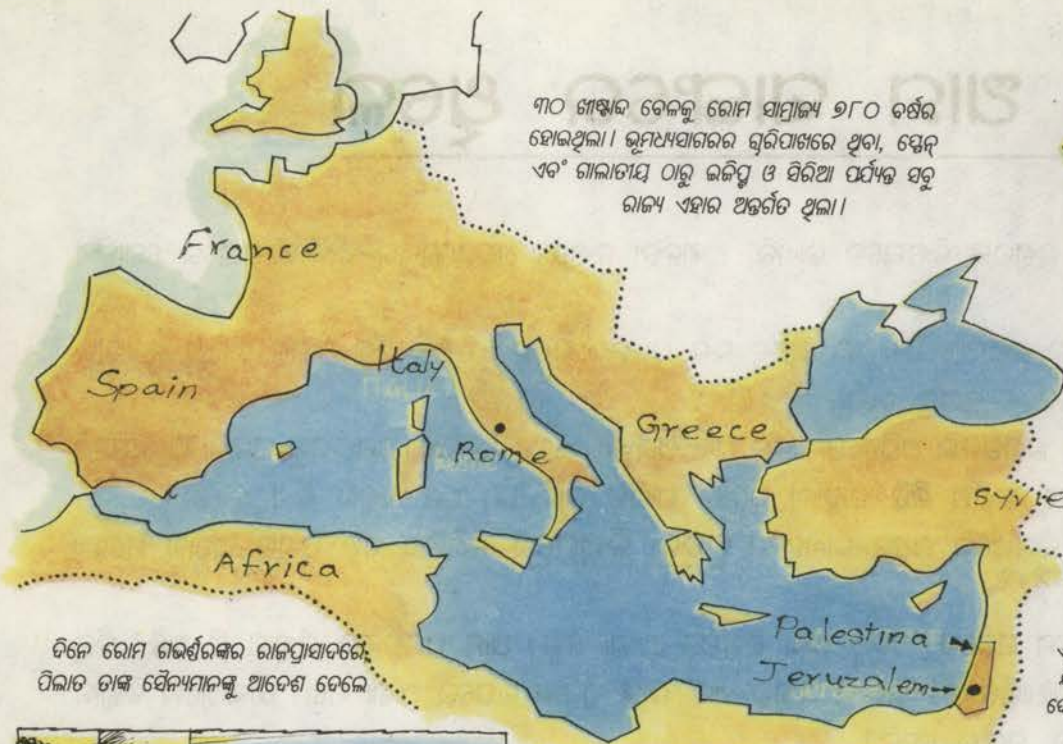 ୩୦ ଖ୍ରୀଷ୍ଟାବ୍ଦ ବେଳକୁ ରୋମ ସାମ୍ରାଜ୍ୟ ୭୮୦ ବର୍ଷର
ହୋଇଥିଲା। ଭୂମଧ୍ୟସାଗରର ଚାରିପାଖରେ ଥିବା, ସ୍ପେନ୍
ଏବଂ ଗାଲାତୀୟ ଠାରୁ ଇଜିପ୍ଟ ଓ ସିରିଆ ପର୍ଯ୍ୟନ୍ତ ସବୁ
ରାଜ୍ୟ ଏହାର ଅନ୍ତର୍ଗତ ଥିଲା।
France
Spain
Italy
Rome
Greece
Syrie
Africa
Palestina
Jeruzalem
ଦିନେ ରୋମ ଗଭର୍ଣ୍ଣରଙ୍କର ରାଜପ୍ରାସାଦରେ,
ପିଲାତ ତାଙ୍କ ସୈନ୍ୟମାନଙ୍କୁ ଆଦେଶ ଦେଲେ